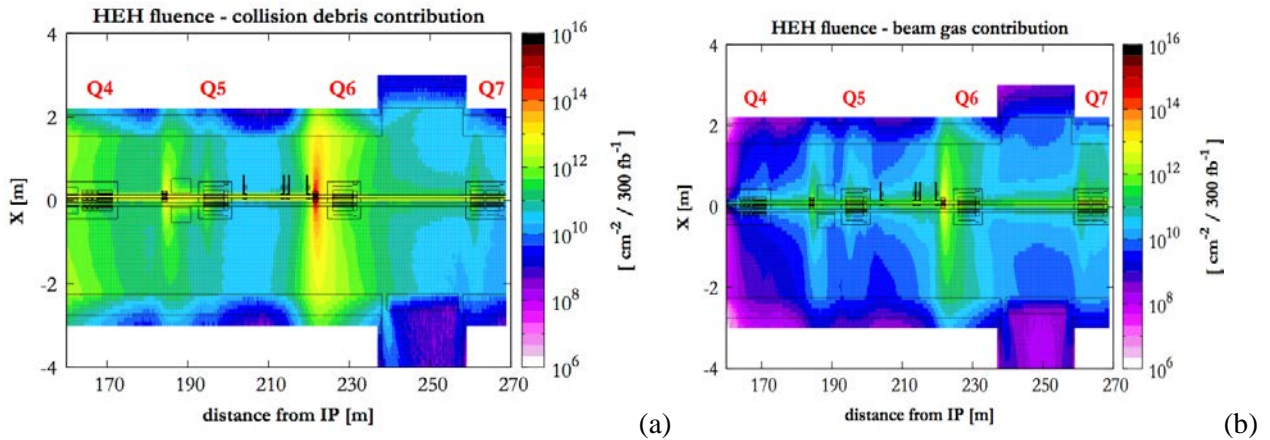 HEH fluence - collision debris contribution
4
2
0
-2
-4
X [m]
Q4 Q5 Q6 Q7
170 190 210 230 250 270
distance from IP [m]
10^16
10^14
10^12
10^10
10^8
10^6
[ cm^-2 / 300 fb^-1 ]
(a)
HEH fluence - beam gas contribution
4
2
0
-2
-4
X [m]
Q4 Q5 Q6 Q7
170 190 210 230 250 270
distance from IP [m]
10^16
10^14
10^12
10^10
10^8
10^6
[ cm^-2 / 300 fb^-1 ]
(b)